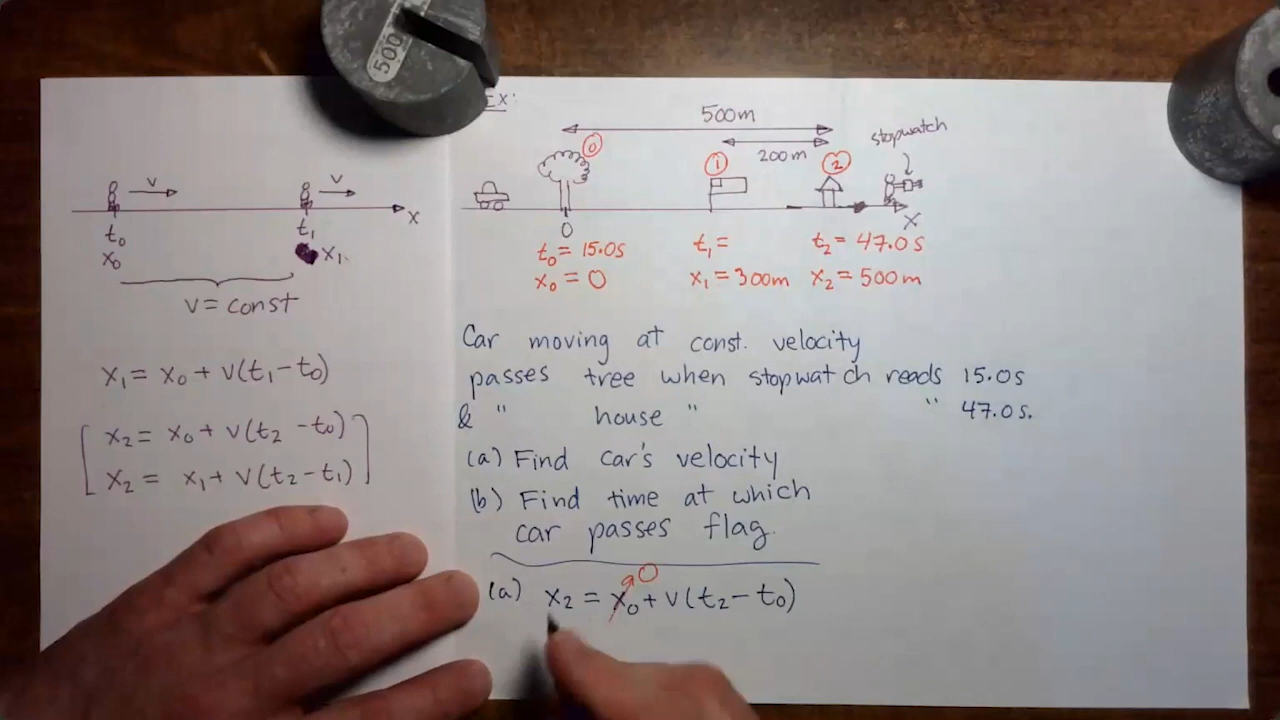 500
v
v
x
t₀
t₁
x₀
x₁
v = const
x₁ = x₀ + v(t₁ - t₀)
x₂ = x₀ + v(t₂ - t₀)
x₂ = x₁ + v(t₂ - t₁)
EX:
500m
200m
stopwatch
0
1
2
0
x
t₀ = 15.0s
t₁ =
t₂ = 47.0s
x₀ = 0
x₁ = 300m
x₂ = 500m
Car moving at const. velocity
passes tree when stopwatch reads 15.0s
& " house " " 47.0s.
(a) Find car's velocity
(b) Find time at which
car passes flag.
(a) x₂ = x₀ + v(t₂ - t₀)
0